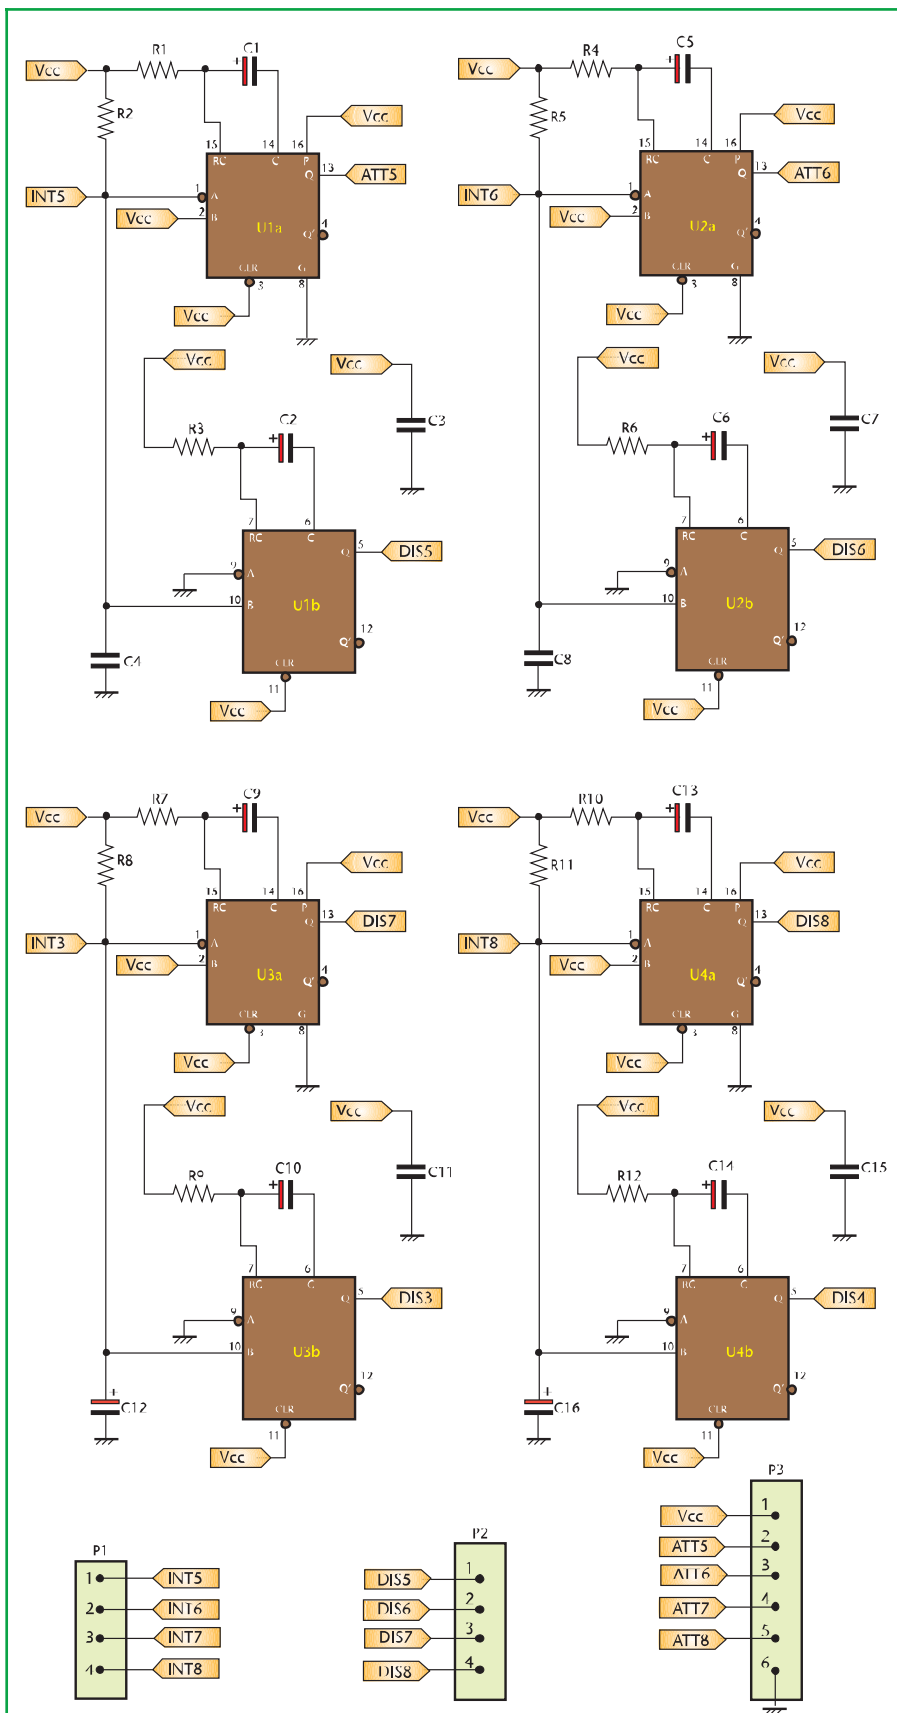 R1 C1
Vcc
R2
Vcc
15 14 16
RC C P
13
Q ATT5
INT5
1
A
Vcc
2
B
U1a
4
Q'
CLR G
3 8
Vcc
Vcc
Vcc
R3 C2
C3
7 6
RC C
5
Q DIS5
9
A
10
B
U1b
12
Q'
C4
CLR
11
Vcc
R4 C5
Vcc
R5
Vcc
15 14 16
RC C P
13
Q ATT6
INT6
1
A
Vcc
2
B
U2a
4
Q'
CLR G
3 8
Vcc
Vcc
Vcc
R6 C6
C7
7 6
RC C
5
Q DIS6
9
A
10
B
U2b
12
Q'
C8
CLR
11
Vcc
R7 C9
Vcc
R8
Vcc
15 14 16
RC C P
13
Q DIS7
INT3
1
A
Vcc
2
B
U3a
4
Q'
CLR G
3 8
Vcc
Vcc
Vcc
R9 C10
C11
7 6
RC C
5
Q DIS3
9
A
10
B
U3b
12
Q'
C12
+
CLR
11
Vcc
R10 C13
Vcc
R11
Vcc
15 14 16
RC C P
13
Q DIS8
INT8
1
A
Vcc
2
B
U4a
4
Q'
CLR G
3 8
Vcc
Vcc
Vcc
R12 C14
C15
7 6
RC C
5
Q DIS4
9
A
10
B
U4b
12
Q'
C16
+
CLR
11
Vcc
P1
1 INT5
2 INT6
3 INT7
4 INT8
P2
DIS5 1
DIS6 2
DIS7 3
DIS8 4
P3
Vcc 1
ATT5 2
ATT6 3
ATT7 4
ATT8 5
6